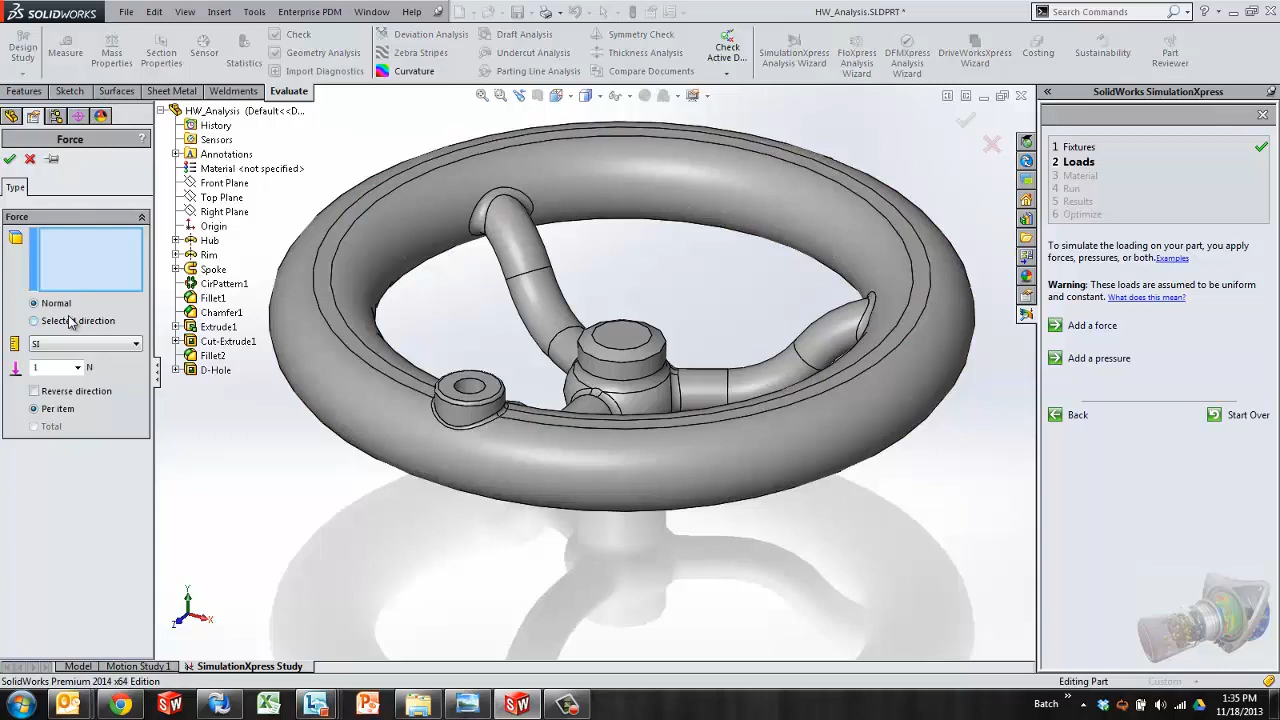 SOLIDWORKS File Edit View Insert Tools Enterprise PDM Window Help HW_Analysis.SLDPRT * Search Commands
Design Study Measure Mass Properties Section Properties Sensor Statistics
Check
Geometry Analysis
Import Diagnostics
Deviation Analysis
Zebra Stripes
Curvature
Draft Analysis
Undercut Analysis
Parting Line Analysis
Symmetry Check
Thickness Analysis
Compare Documents
Check Active D...
SimulationXpress Analysis Wizard
FloXpress Analysis Wizard
DFMXpress Analysis Wizard
DriveWorksXpress Wizard
Costing
Sustainability
Part Reviewer
Features Sketch Surfaces Sheet Metal Weldments Evaluate
Force ?
Type
Force
Normal
Selected direction
SI
1 N
Reverse direction
Per item
Total
HW_Analysis (Default<<D...
History
Sensors
Annotations
Material <not specified>
Front Plane
Top Plane
Right Plane
Origin
Hub
Rim
Spoke
CirPattern1
Fillet1
Chamfer1
Extrude1
Cut-Extrude1
Fillet2
D-Hole
Y
X
Z
SolidWorks SimulationXpress
1 Fixtures
2 Loads
3 Material
4 Run
5 Results
6 Optimize
To simulate the loading on your part, you apply
forces, pressures, or both. Examples
Warning: These loads are assumed to be uniform
and constant. What does this mean?
Add a force
Add a pressure
Back Start Over
Model Motion Study 1 SimulationXpress Study
SolidWorks Premium 2014 x64 Edition Editing Part Custom
Batch 1:35 PM
11/18/2013